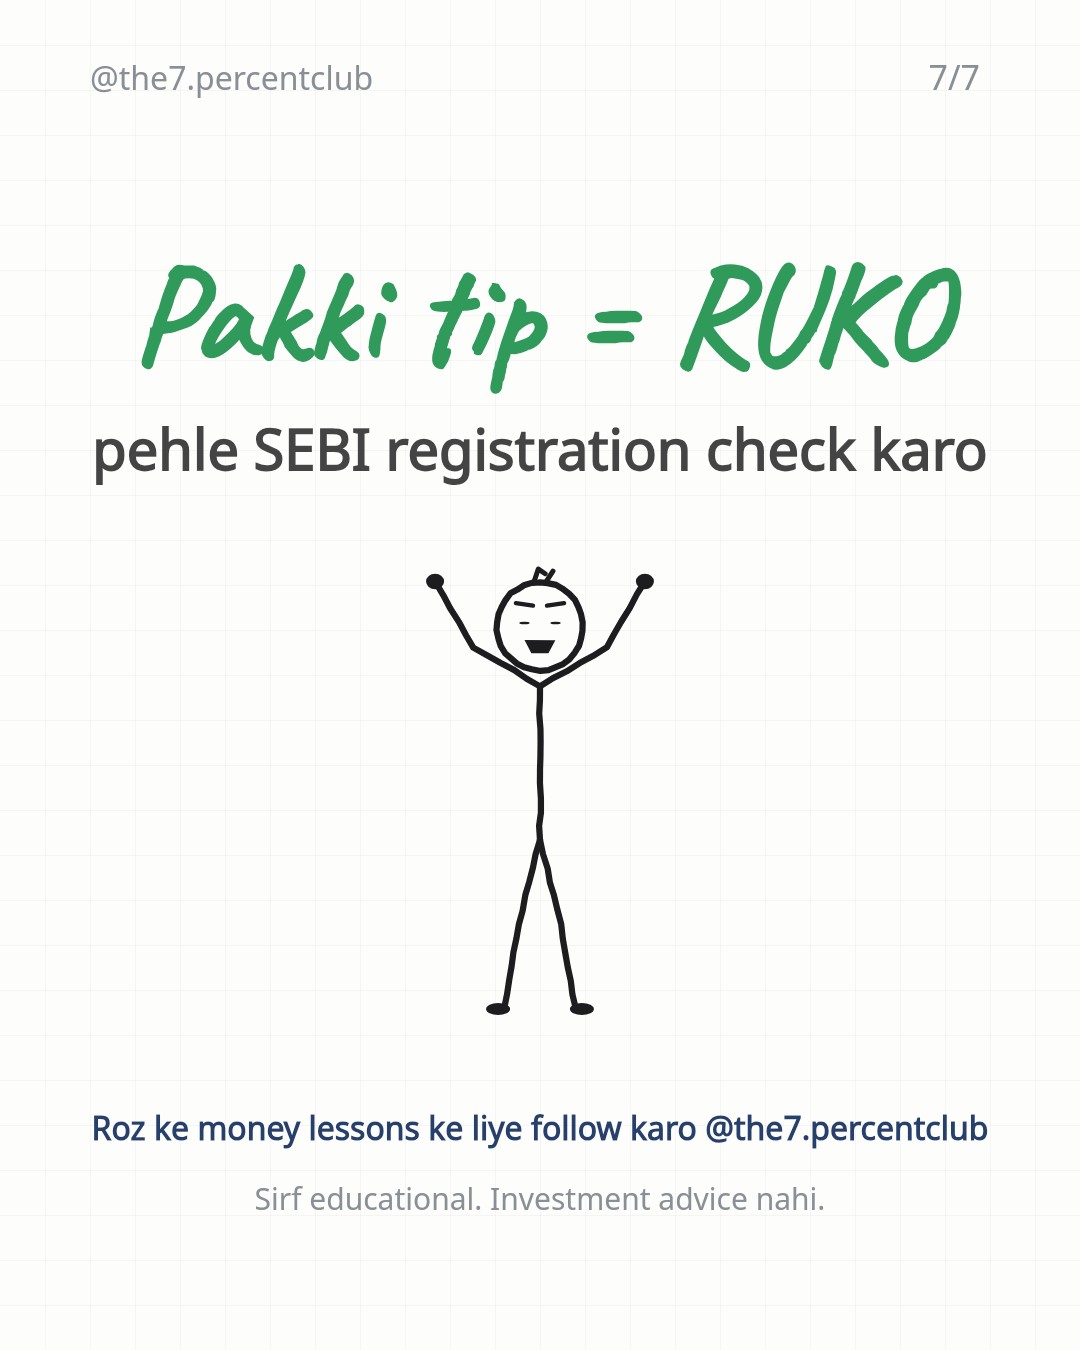 @the7.percentclub
7/7
Pakki tip = RUKO
pehle SEBI registration check karo
Roz ke money lessons ke liye follow karo @the7.percentclub
Sirf educational. Investment advice nahi.